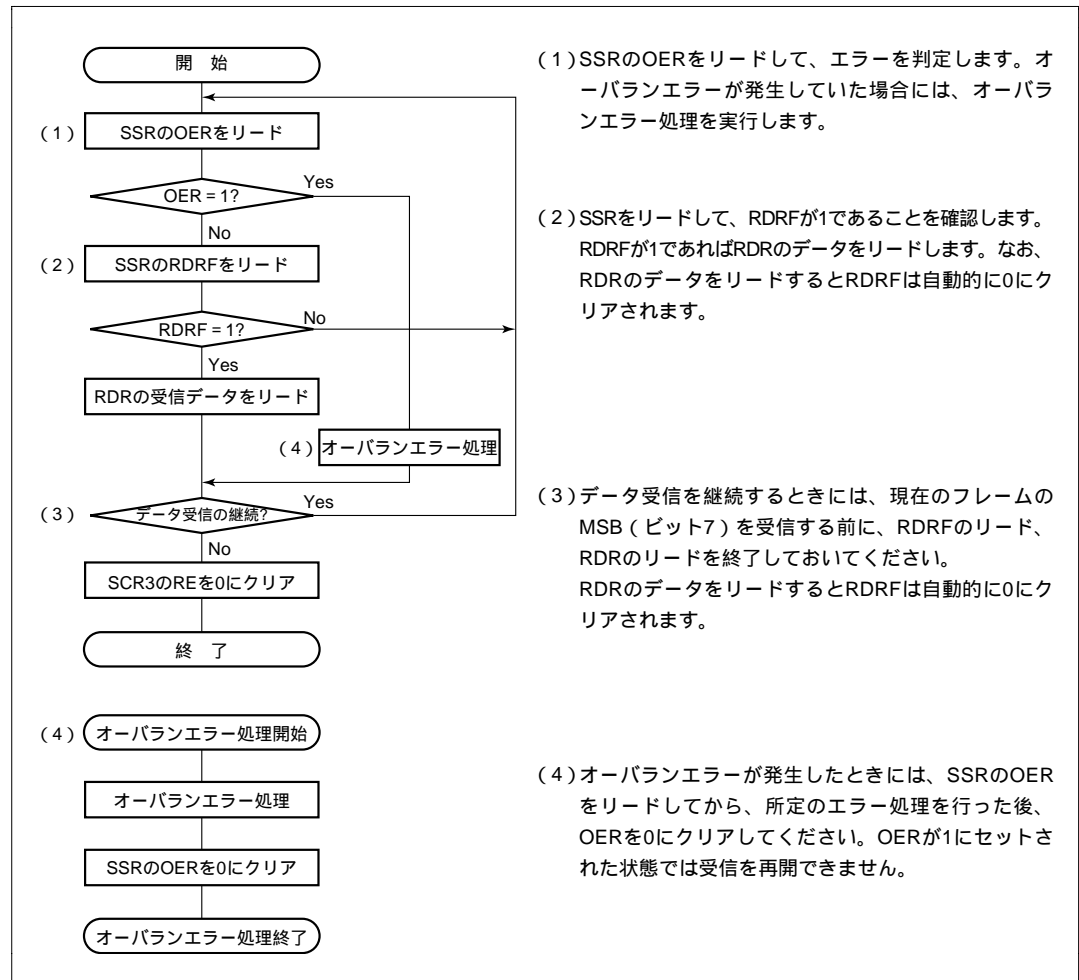 開　始
（1）SSRのOERをリード
OER = 1?
Yes
No
（2）SSRのRDRFをリード
RDRF = 1?
No
Yes
RDRの受信データをリード
（4）オーバランエラー処理
（3）データ受信の継続?
Yes
No
SCR3のREを0にクリア
終　了
（4）オーバランエラー処理開始
オーバランエラー処理
SSRのOERを0にクリア
オーバランエラー処理終了
（1）SSRのOERをリードして、エラーを判定します。オ
ーバランエラーが発生していた場合には、オーバラ
ンエラー処理を実行します。
（2）SSRをリードして、RDRFが1であることを確認します。
RDRFが1であればRDRのデータをリードします。なお、
RDRのデータをリードするとRDRFは自動的に0にク
リアされます。
（3）データ受信を継続するときには、現在のフレームの
MSB（ビット7）を受信する前に、RDRFのリード、
RDRのリードを終了しておいてください。
RDRのデータをリードするとRDRFは自動的に0にク
リアされます。
（4）オーバランエラーが発生したときには、SSRのOER
をリードしてから、所定のエラー処理を行った後、
OERを0にクリアしてください。OERが1にセットさ
れた状態では受信を再開できません。